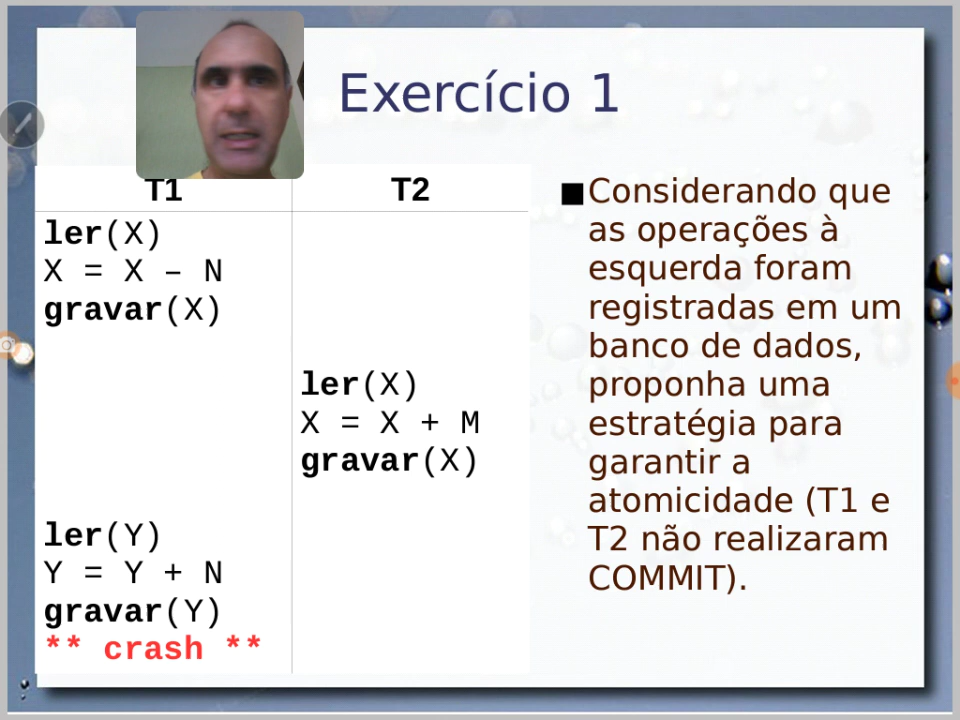 Exercício 1
T1
T2
ler(X)
X = X – N
gravar(X)
ler(X)
X = X + M
gravar(X)
ler(Y)
Y = Y + N
gravar(Y)
** crash **
■Considerando que
as operações à
esquerda foram
registradas em um
banco de dados,
proponha uma
estratégia para
garantir a
atomicidade (T1 e
T2 não realizaram
COMMIT).